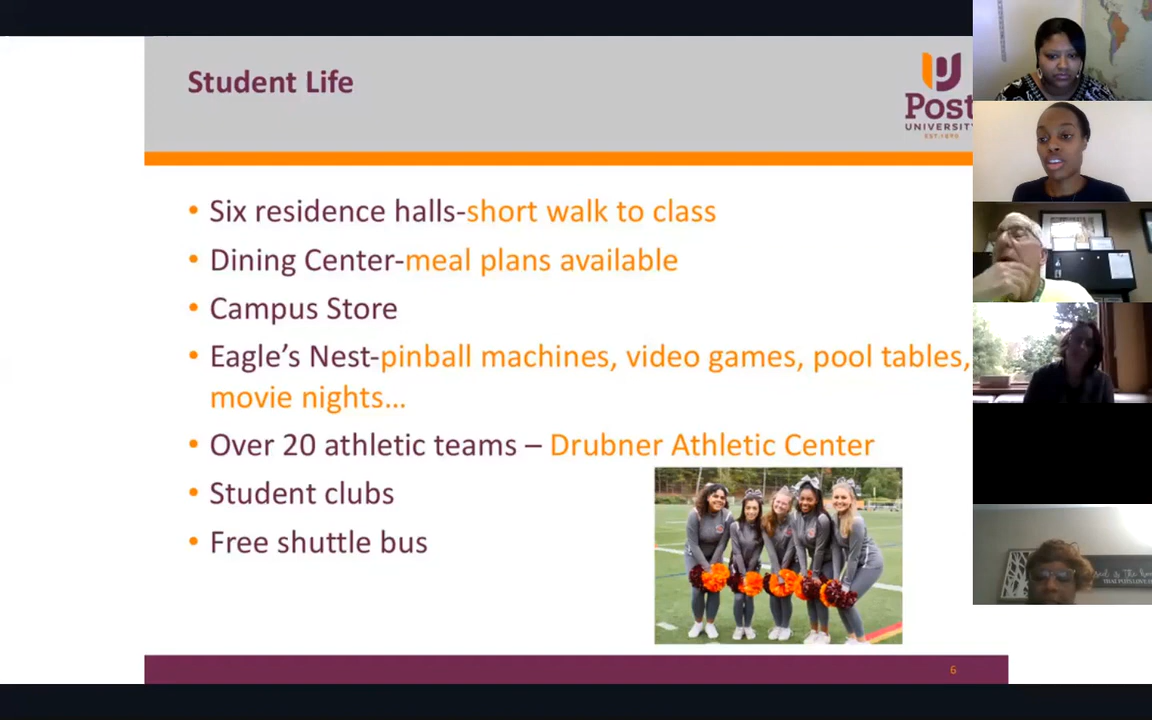 Student Life
Post
UNIVERSITY
EST.1890
• Six residence halls-short walk to class
• Dining Center-meal plans available
• Campus Store
• Eagle’s Nest-pinball machines, video games, pool tables,
movie nights…
• Over 20 athletic teams – Drubner Athletic Center
• Student clubs
• Free shuttle bus
6